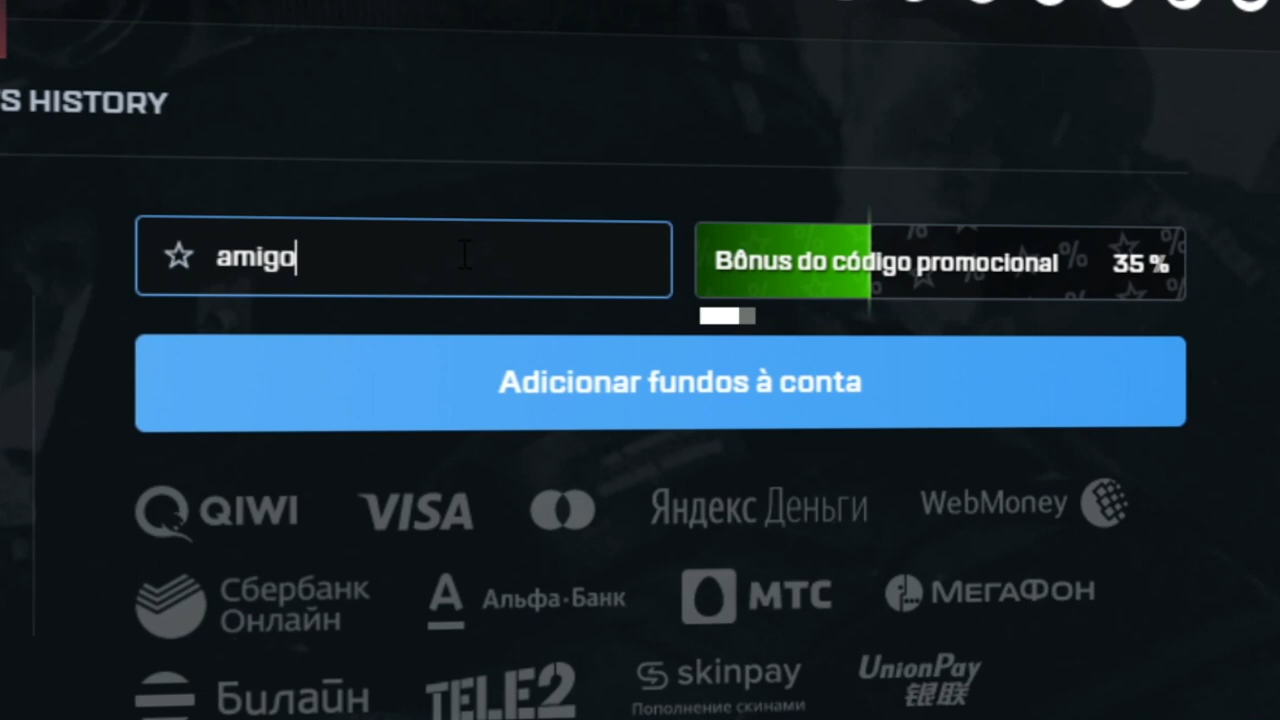 S HISTORY
amigo
Bônus do código promocional 35 %
Adicionar fundos à conta
QIWI VISA Яндекс Деньги WebMoney
Сбербанк Онлайн Альфа·Банк МТС МЕГАФОН
Билайн TELE2 skinpay UnionPay 银联
Пополнение скинами